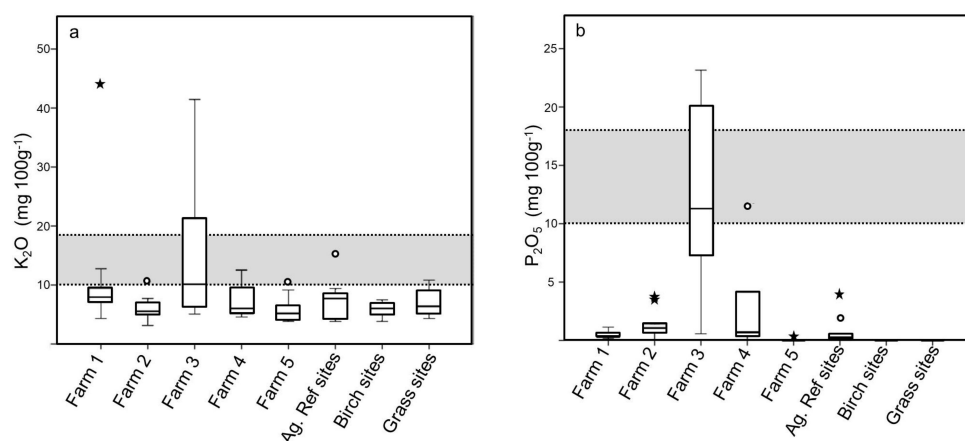 a
50
40
30
20
10
K₂O (mg 100g⁻¹)
Farm 1
Farm 2
Farm 3
Farm 4
Farm 5
Ag. Ref sites
Birch sites
Grass sites
b
25
20
15
10
5
P₂O₅ (mg 100g⁻¹)
Farm 1
Farm 2
Farm 3
Farm 4
Farm 5
Ag. Ref sites
Birch sites
Grass sites